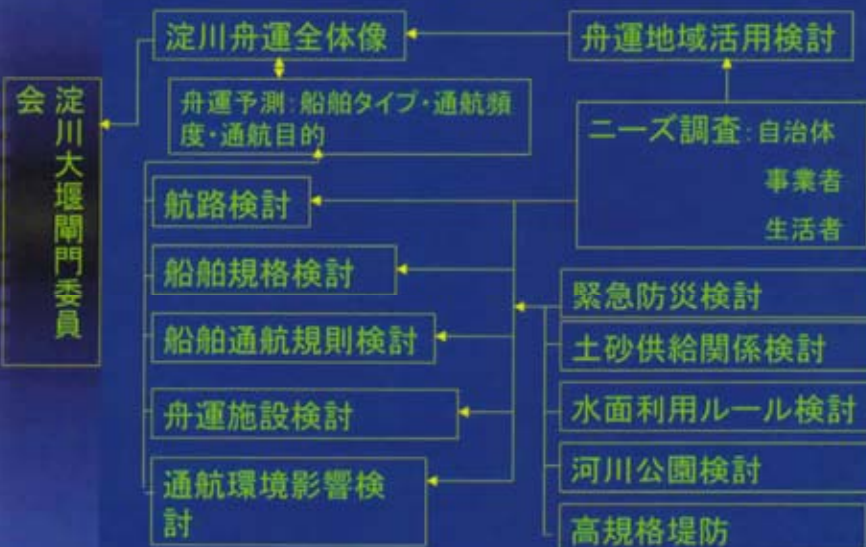 淀川大堰閘門委員
会
淀川舟運全体像
舟運地域活用検討
舟運予測:船舶タイプ・通航頻
度・通航目的
ニーズ調査:自治体
事業者
生活者
航路検討
船舶規格検討
船舶通航規則検討
舟運施設検討
通航環境影響検
討
緊急防災検討
土砂供給関係検討
水面利用ルール検討
河川公園検討
高規格堤防